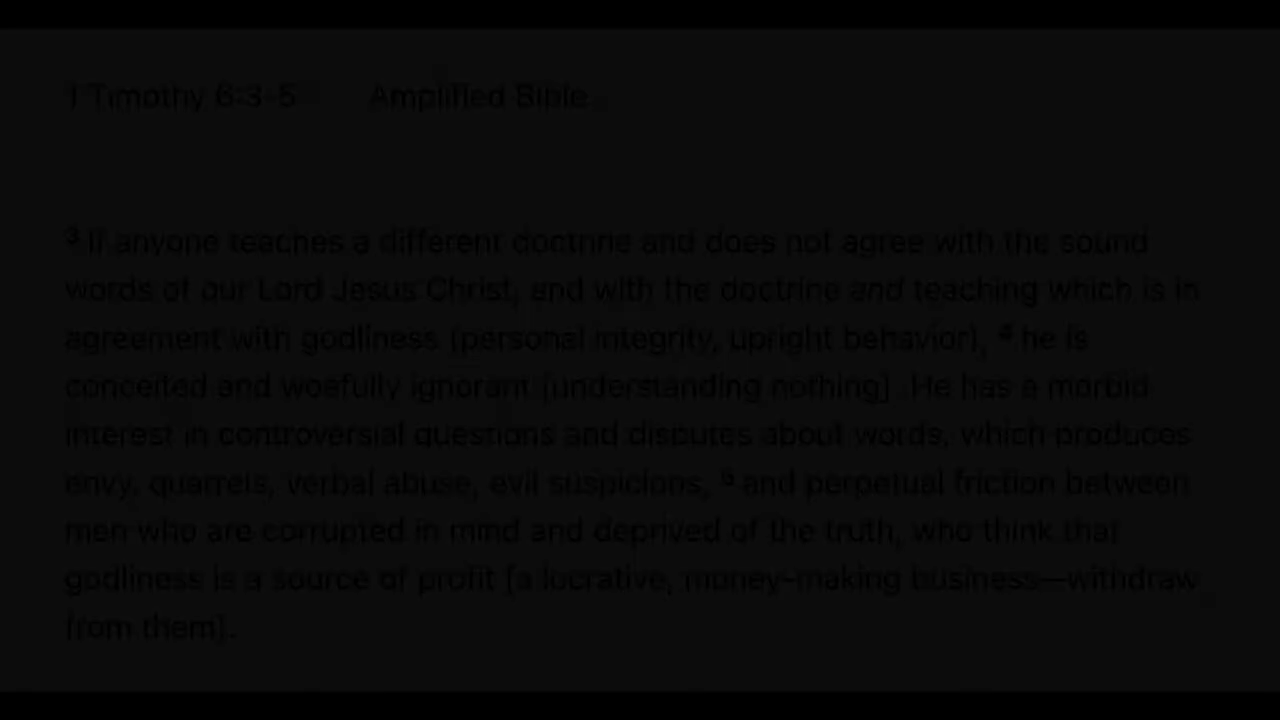 1 Timothy 6:3-5 Amplified Bible
3 If anyone teaches a different doctrine and does not agree with the sound
words of our Lord Jesus Christ, and with the doctrine and teaching which is in
agreement with godliness (personal integrity, upright behavior), 4 he is
conceited and woefully ignorant [understanding nothing]. He has a morbid
interest in controversial questions and disputes about words, which produces
envy, quarrels, verbal abuse, evil suspicions, 5 and perpetual friction between
men who are corrupted in mind and deprived of the truth, who think that
godliness is a source of profit [a lucrative, money-making business—withdraw
from them].